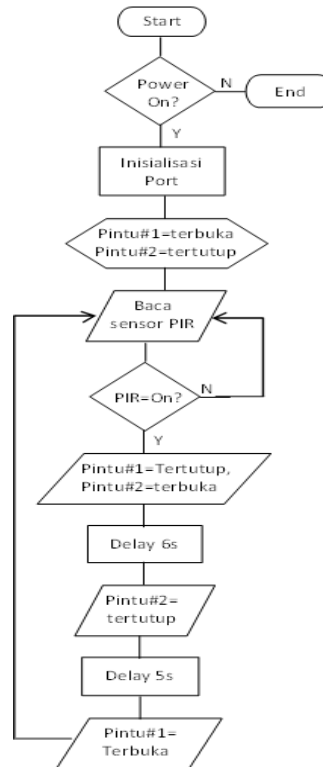 Start
Power
On?
N
End
Y
Inisialisasi
Port
Pintu#1=terbuka
Pintu#2=tertutup
Baca
sensor PIR
PIR=On?
N
Y
Pintu#1=Tertutup,
Pintu#2=terbuka
Delay 6s
Pintu#2=
tertutup
Delay 5s
Pintu#1=
Terbuka